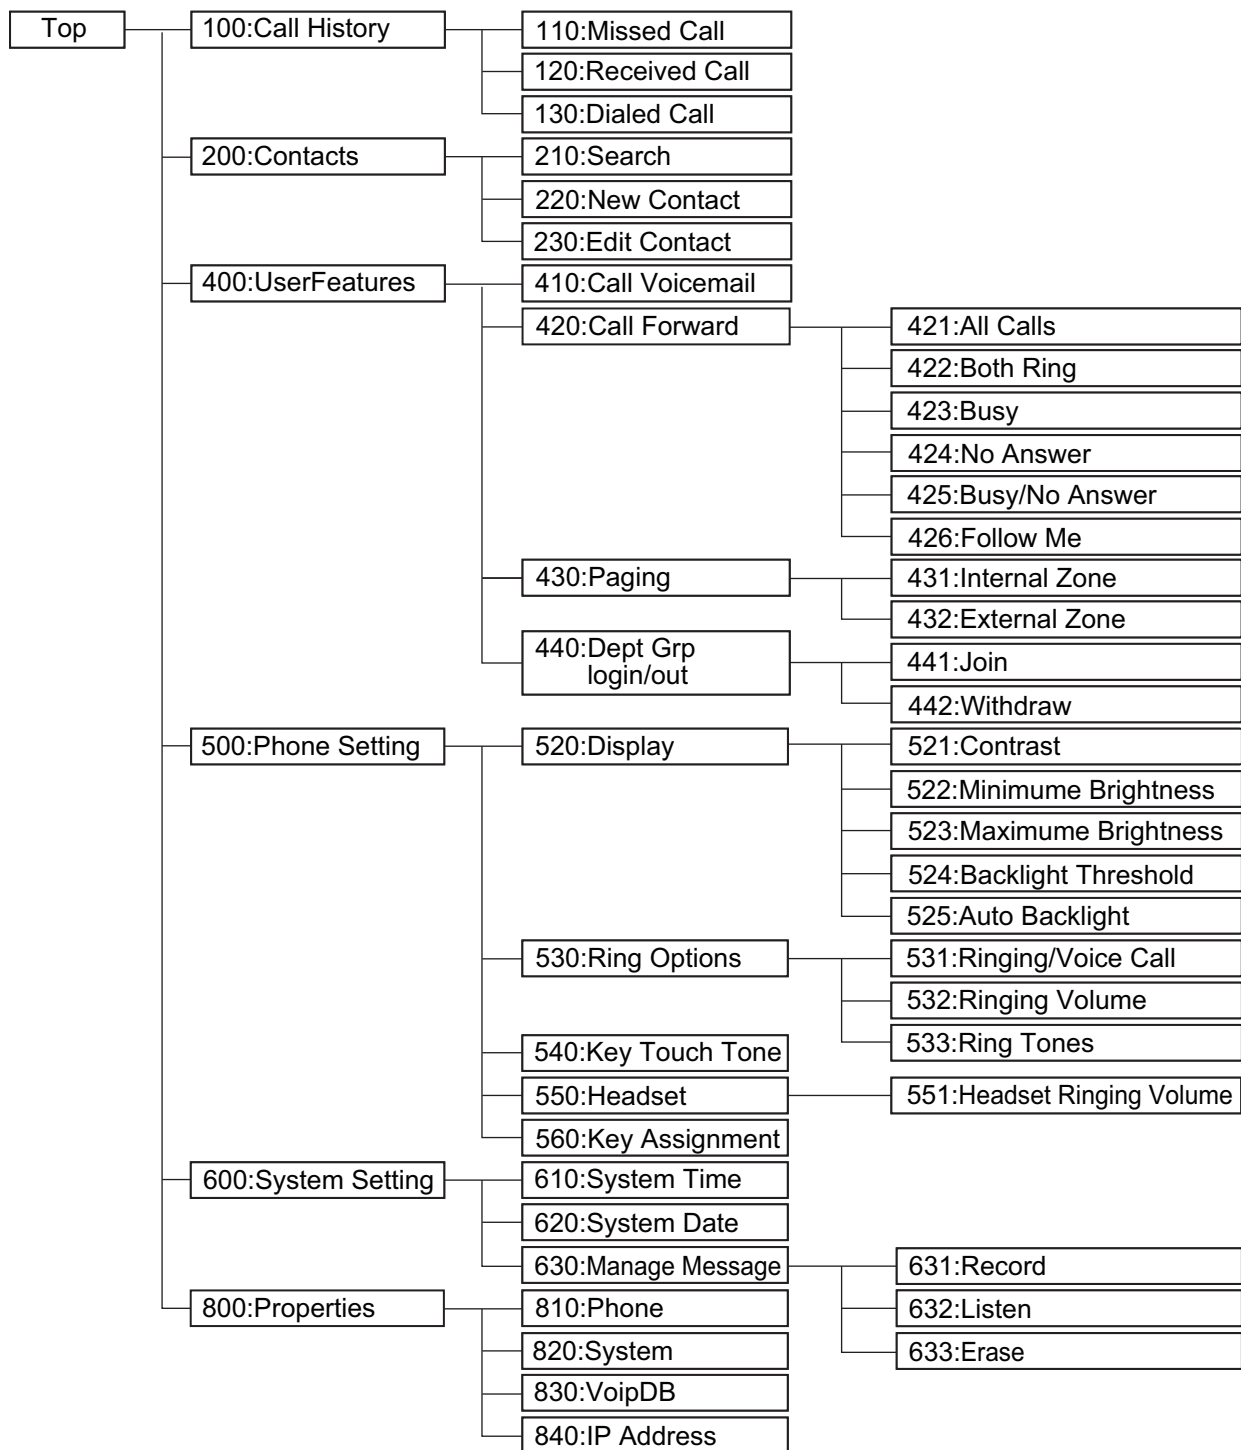 Top
100:Call History
110:Missed Call
120:Received Call
130:Dialed Call
200:Contacts
210:Search
220:New Contact
230:Edit Contact
400:UserFeatures
410:Call Voicemail
420:Call Forward
421:All Calls
422:Both Ring
423:Busy
424:No Answer
425:Busy/No Answer
426:Follow Me
430:Paging
431:Internal Zone
432:External Zone
440:Dept Grp
login/out
441:Join
442:Withdraw
500:Phone Setting
520:Display
521:Contrast
522:Minimume Brightness
523:Maximume Brightness
524:Backlight Threshold
525:Auto Backlight
530:Ring Options
531:Ringing/Voice Call
532:Ringing Volume
533:Ring Tones
540:Key Touch Tone
550:Headset
551:Headset Ringing Volume
560:Key Assignment
600:System Setting
610:System Time
620:System Date
630:Manage Message
631:Record
632:Listen
633:Erase
800:Properties
810:Phone
820:System
830:VoipDB
840:IP Address